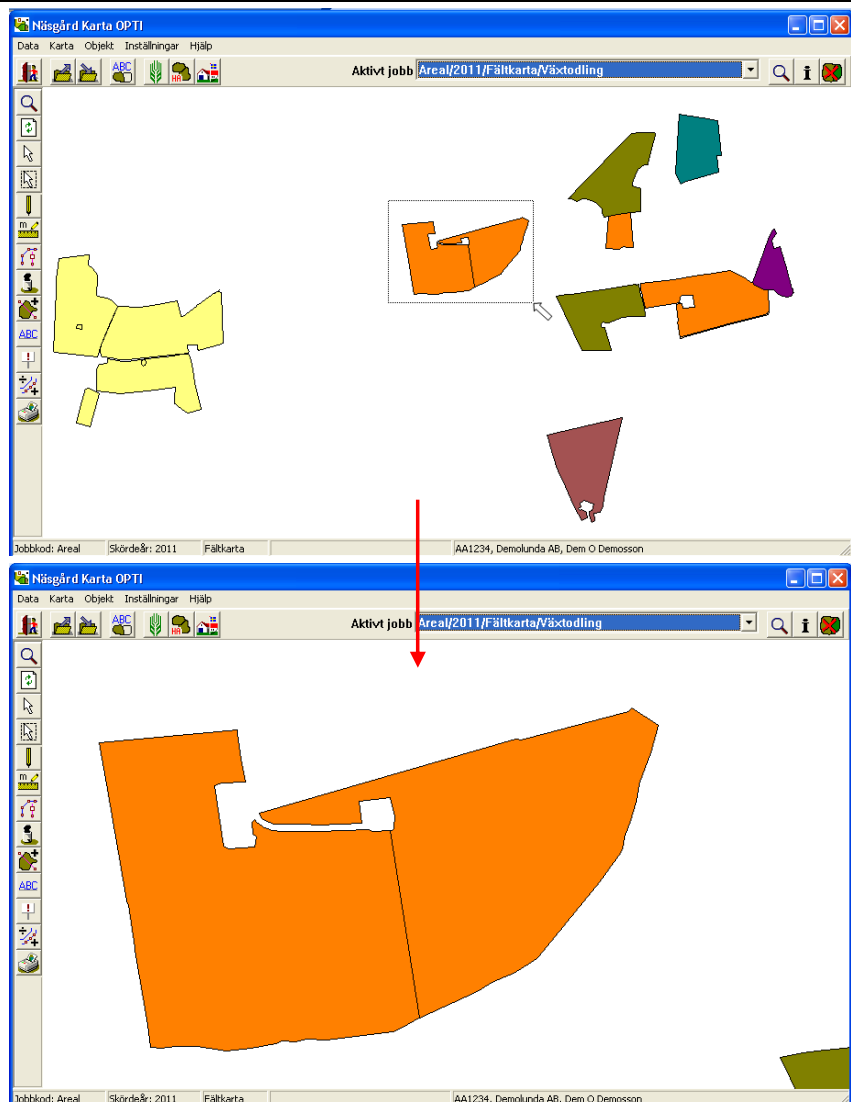 Näsgård Karta OPTI
Data Karta Objekt Inställningar Hjälp
ABC HA Aktivt jobb Areal/2011/Fältkarta/Växtodling i
m
ABC
Jobbkod: Areal Skördeår: 2011 Fältkarta AA1234, Demolunda AB, Dem O Demosson
Näsgård Karta OPTI
Data Karta Objekt Inställningar Hjälp
ABC HA Aktivt jobb Areal/2011/Fältkarta/Växtodling i
m
ABC
Jobbkod: Areal Skördeår: 2011 Fältkarta AA1234, Demolunda AB, Dem O Demosson